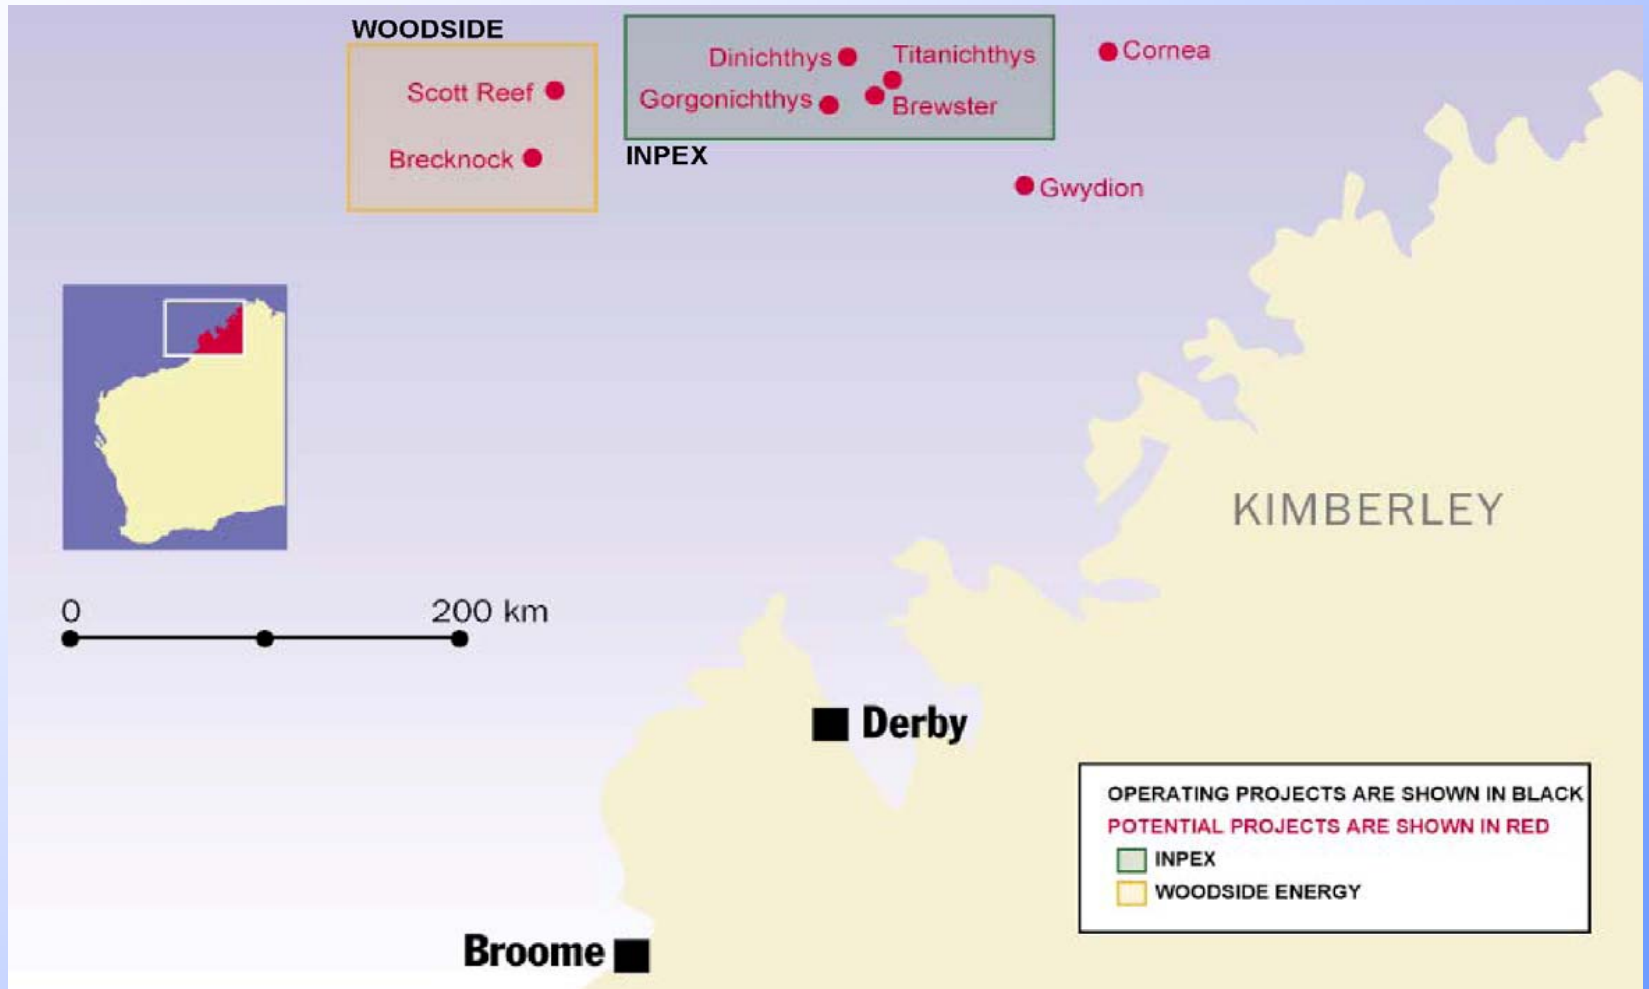 WOODSIDE
Scott Reef
Brecknock
Dinichthys
Titanichthys
Gorgonichthys
Brewster
INPEX
Cornea
Gwydion
KIMBERLEY
0 200 km
Derby
Broome
OPERATING PROJECTS ARE SHOWN IN BLACK
POTENTIAL PROJECTS ARE SHOWN IN RED
INPEX
WOODSIDE ENERGY